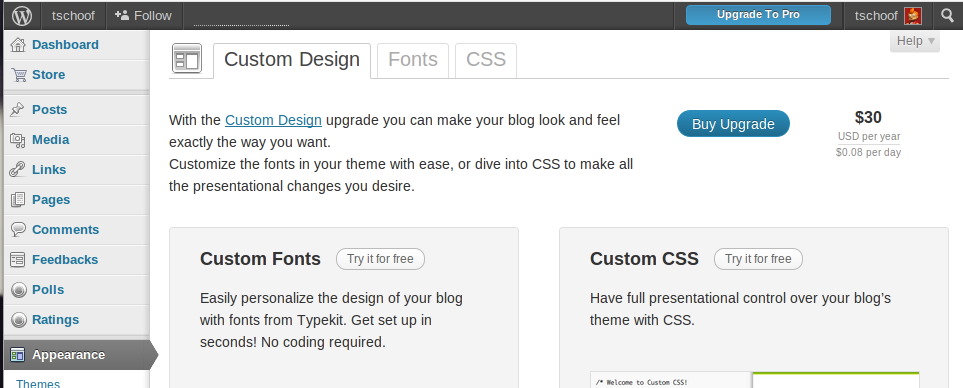 tschoof
Follow
Upgrade To Pro
tschoof
Help
Dashboard
Store
Posts
Media
Links
Pages
Comments
Feedbacks
Polls
Ratings
Appearance
Themes
Custom Design
Fonts
CSS
With the Custom Design upgrade you can make your blog look and feel
exactly the way you want.
Customize the fonts in your theme with ease, or dive into CSS to make all
the presentational changes you desire.
Buy Upgrade
$30
USD per year
$0.08 per day
Custom Fonts
Try it for free
Easily personalize the design of your blog
with fonts from Typekit. Get set up in
seconds! No coding required.
Custom CSS
Try it for free
Have full presentational control over your blog’s
theme with CSS.
/* Welcome to Custom CSS!